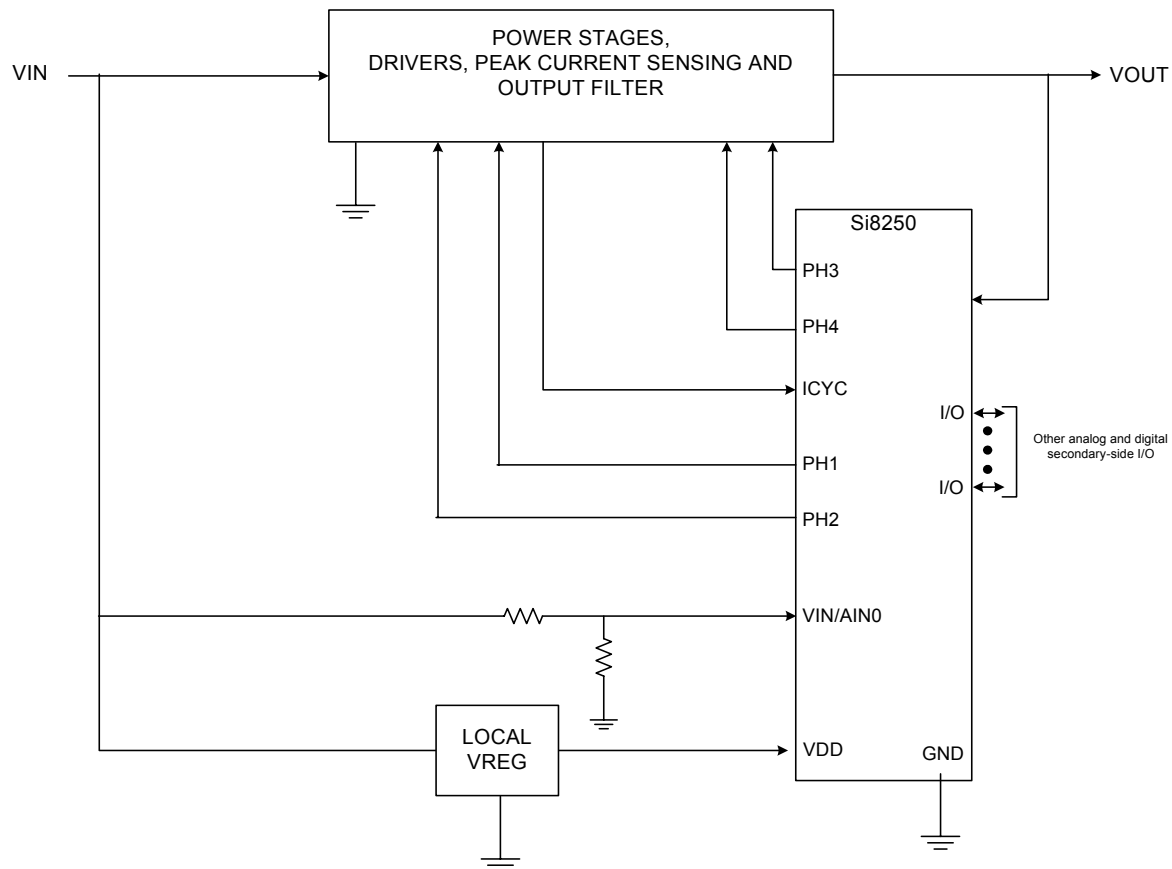 POWER STAGES,
DRIVERS, PEAK CURRENT SENSING AND
OUTPUT FILTER
VIN
VOUT
Si8250
PH3
PH4
ICYC
I/O
Other analog and digital
secondary-side I/O
PH1
I/O
PH2
VIN/AIN0
LOCAL
VREG
VDD
GND